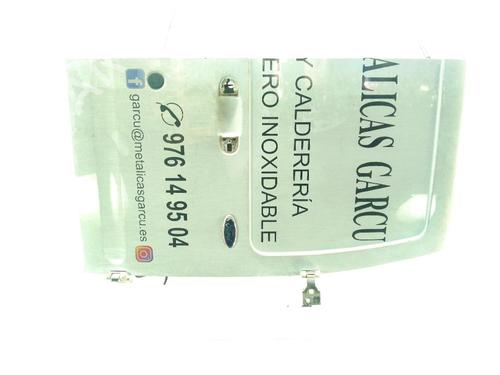 ALICAS GARCU
Y CALDERERÍA
ERO INOXIDABLE
976 14 95 04
garcu@metalicasgarcu.es